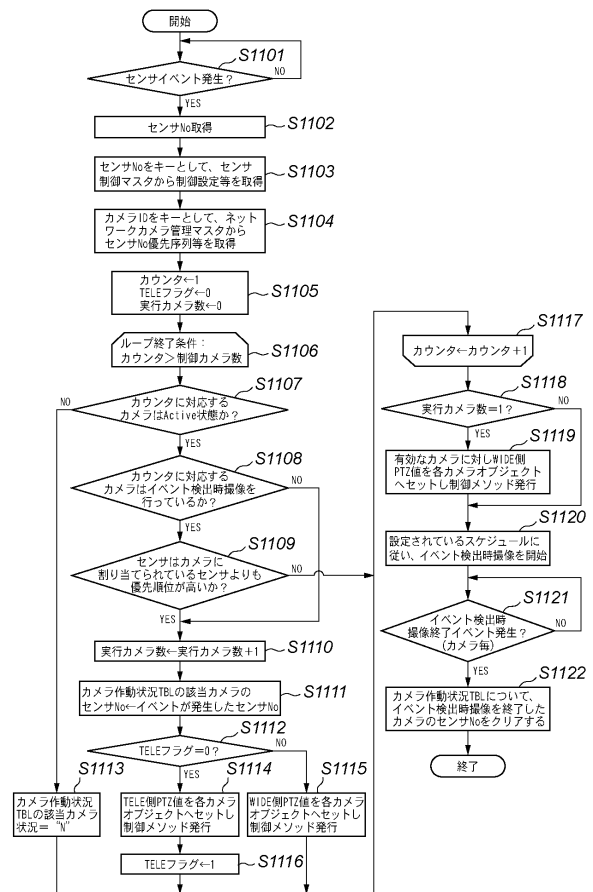 開始
S1101
センサイベント発生?
NO
YES
センサNo取得
S1102
センサNoをキーとして、センサ
制御マスタから制御設定等を取得
S1103
カメラIDをキーとして、ネット
ワークカメラ管理マスタから
センサNo優先序列等を取得
S1104
カウンタ←1
TELEフラグ←0
実行カメラ数←0
S1105
ループ終了条件:
カウンタ>制御カメラ数
S1106
S1107
カウンタに対応する
カメラはActive状態か?
NO
YES
S1108
カウンタに対応する
カメラはイベント検出時撮像を
行っているか?
NO
YES
S1109
センサはカメラに
割り当てられているセンサよりも
優先順位が高いか?
NO
YES
実行カメラ数←実行カメラ数+1
S1110
カメラ作動状況TBLの該当カメラの
センサNo←イベントが発生したセンサNo
S1111
S1112
TELEフラグ=0?
NO
YES
S1113
カメラ作動状況
TBLの該当カメラ
状況= “N”
S1114
TELE側PTZ値を各カメラ
オブジェクトへセットし
制御メソッド発行
S1115
WIDE側PTZ値を各カメラ
オブジェクトへセットし
制御メソッド発行
TELEフラグ←1
S1116
S1117
カウンタ←カウンタ+1
S1118
実行カメラ数=1?
NO
YES
S1119
有効なカメラに対しWIDE側
PTZ値を各カメラオブジェクト
へセットし制御メソッド発行
S1120
設定されているスケジュールに
従い、イベント検出時撮像を開始
S1121
イベント検出時
撮像終了イベント発生?
(カメラ毎)
NO
YES
S1122
カメラ作動状況TBLについて、
イベント検出時撮像を終了した
カメラのセンサNoをクリアする
終了